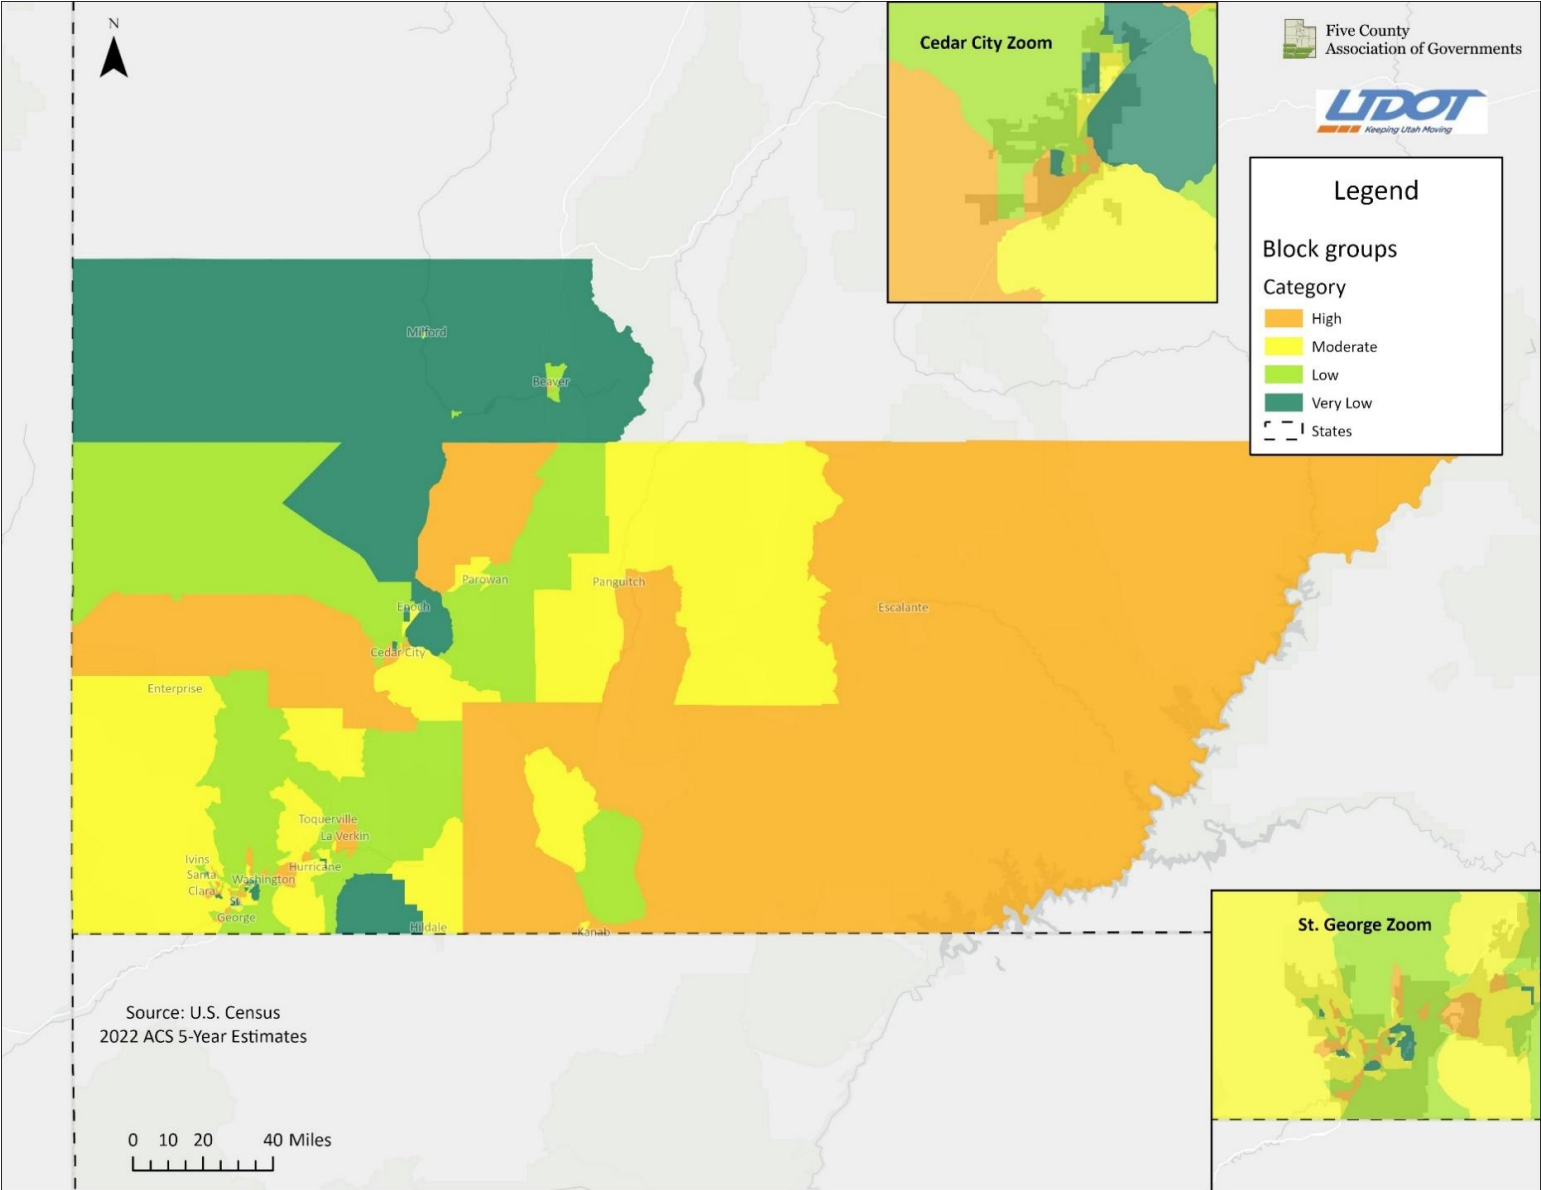 N
Cedar City Zoom
Five County
Association of Governments
UDOT
Keeping Utah Moving
Legend
Block groups
Category
High
Moderate
Low
Very Low
States
Milford
Beaver
Parowan
Panguitch
Enoch
Escalante
Cedar City
Enterprise
Toquerville
La Verkin
Ivins
Hurricane
Santa
Clara
Washington
St.
George
Hildale
Kanab
St. George Zoom
Source: U.S. Census
2022 ACS 5-Year Estimates
0 10 20 40 Miles